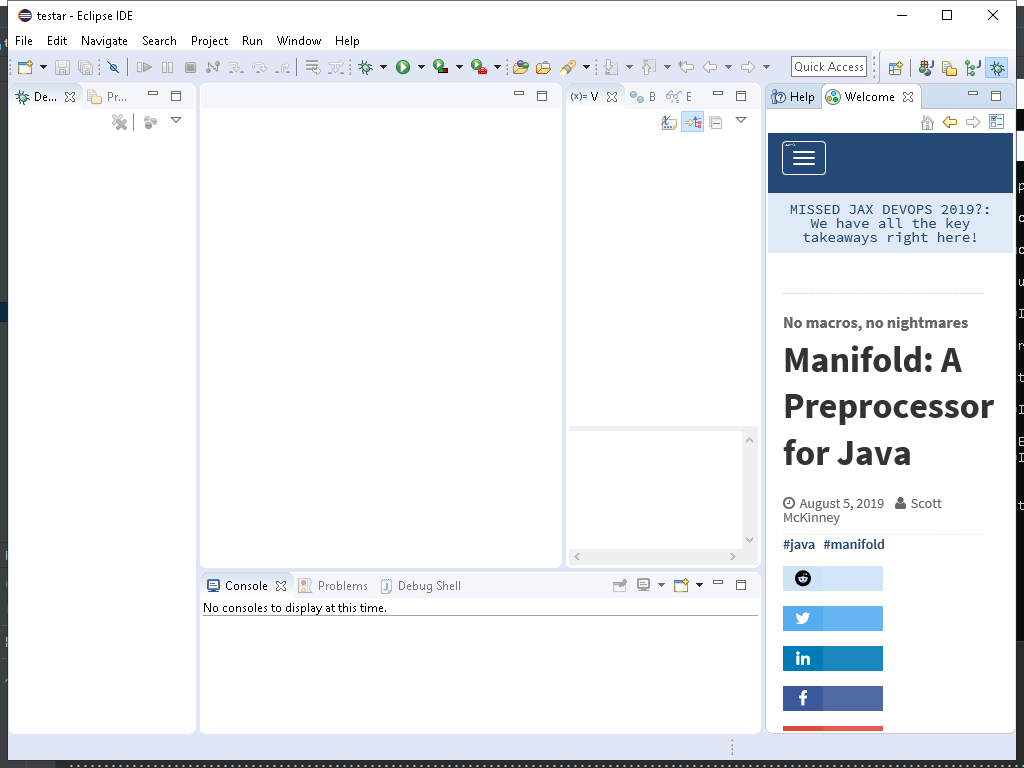 testar - Eclipse IDE
File Edit Navigate Search Project Run Window Help
Quick Access
De... Pr... (x)= V B E Help Welcome
MISSED JAX DEVOPS 2019?:
We have all the key
takeaways right here!
No macros, no nightmares
Manifold: A
Preprocessor
for Java
August 5, 2019 Scott
McKinney
#java #manifold
in
f
Console Problems Debug Shell
No consoles to display at this time.